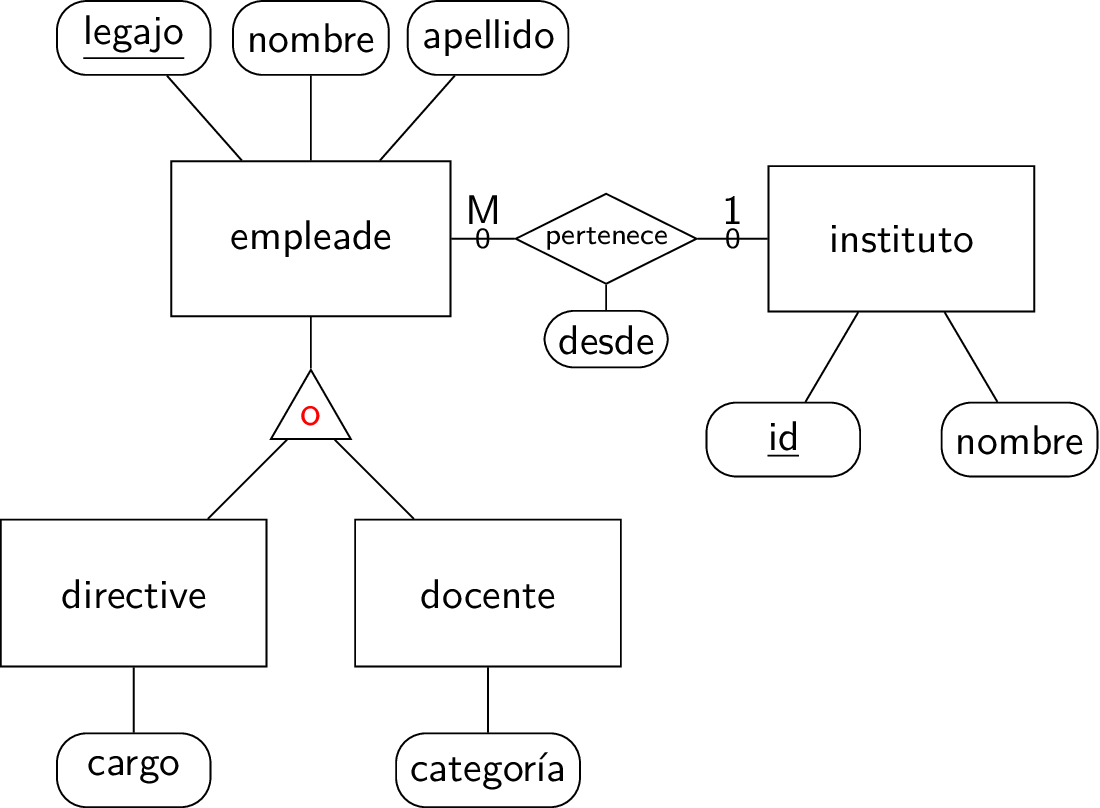 legajo
nombre
apellido
empleade
M
0
pertenece
1
0
instituto
desde
o
id
nombre
directive
docente
cargo
categoría